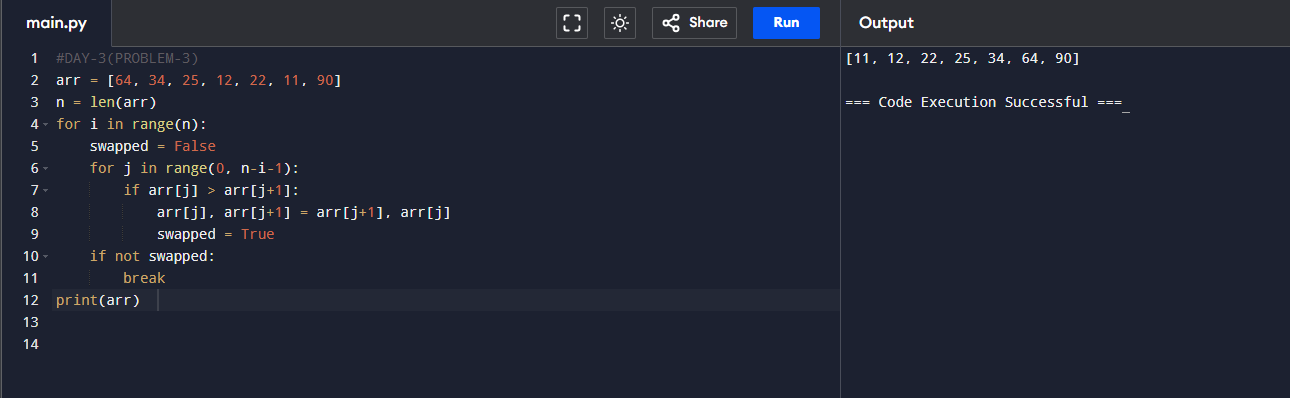 main.py Share Run Output
1 #DAY-3(PROBLEM-3)
2 arr = [64, 34, 25, 12, 22, 11, 90]
3 n = len(arr)
4 for i in range(n):
5     swapped = False
6     for j in range(0, n-i-1):
7         if arr[j] > arr[j+1]:
8             arr[j], arr[j+1] = arr[j+1], arr[j]
9             swapped = True
10     if not swapped:
11         break
12 print(arr)
13
14
[11, 12, 22, 25, 34, 64, 90]
=== Code Execution Successful ===_